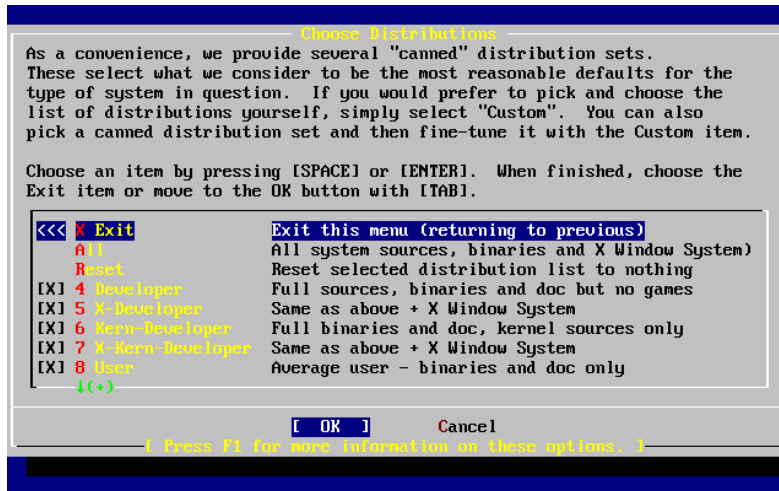 Choose Distributions
As a convenience, we provide several "canned" distribution sets.
These select what we consider to be the most reasonable defaults for the
type of system in question.  If you would prefer to pick and choose the
list of distributions yourself, simply select "Custom".  You can also
pick a canned distribution set and then fine-tune it with the Custom item.
Choose an item by pressing [SPACE] or [ENTER].  When finished, choose the
Exit item or move to the OK button with [TAB].
<<< X Exit Exit this menu (returning to previous)
All All system sources, binaries and X Window System)
Reset Reset selected distribution list to nothing
[X] 4 Developer Full sources, binaries and doc but no games
[X] 5 X-Developer Same as above + X Window System
[X] 6 Kern-Developer Full binaries and doc, kernel sources only
[X] 7 X-Kern-Developer Same as above + X Window System
[X] 8 User Average user - binaries and doc only
↓(+)
[ OK ] Cancel
[ Press F1 for more information on these options. ]